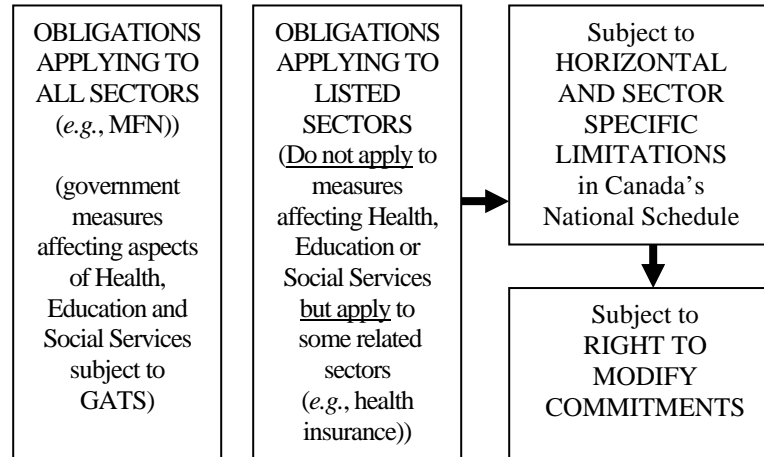 OBLIGATIONS
APPLYING TO
ALL SECTORS
(e.g., MFN))
(government
measures
affecting aspects
of Health,
Education and
Social Services
subject to
GATS)
OBLIGATIONS
APPLYING TO
LISTED
SECTORS
(Do not apply to
measures
affecting Health,
Education or
Social Services
but apply to
some related
sectors
(e.g., health
insurance))
Subject to
HORIZONTAL
AND SECTOR
SPECIFIC
LIMITATIONS
in Canada’s
National Schedule
Subject to
RIGHT TO
MODIFY
COMMITMENTS